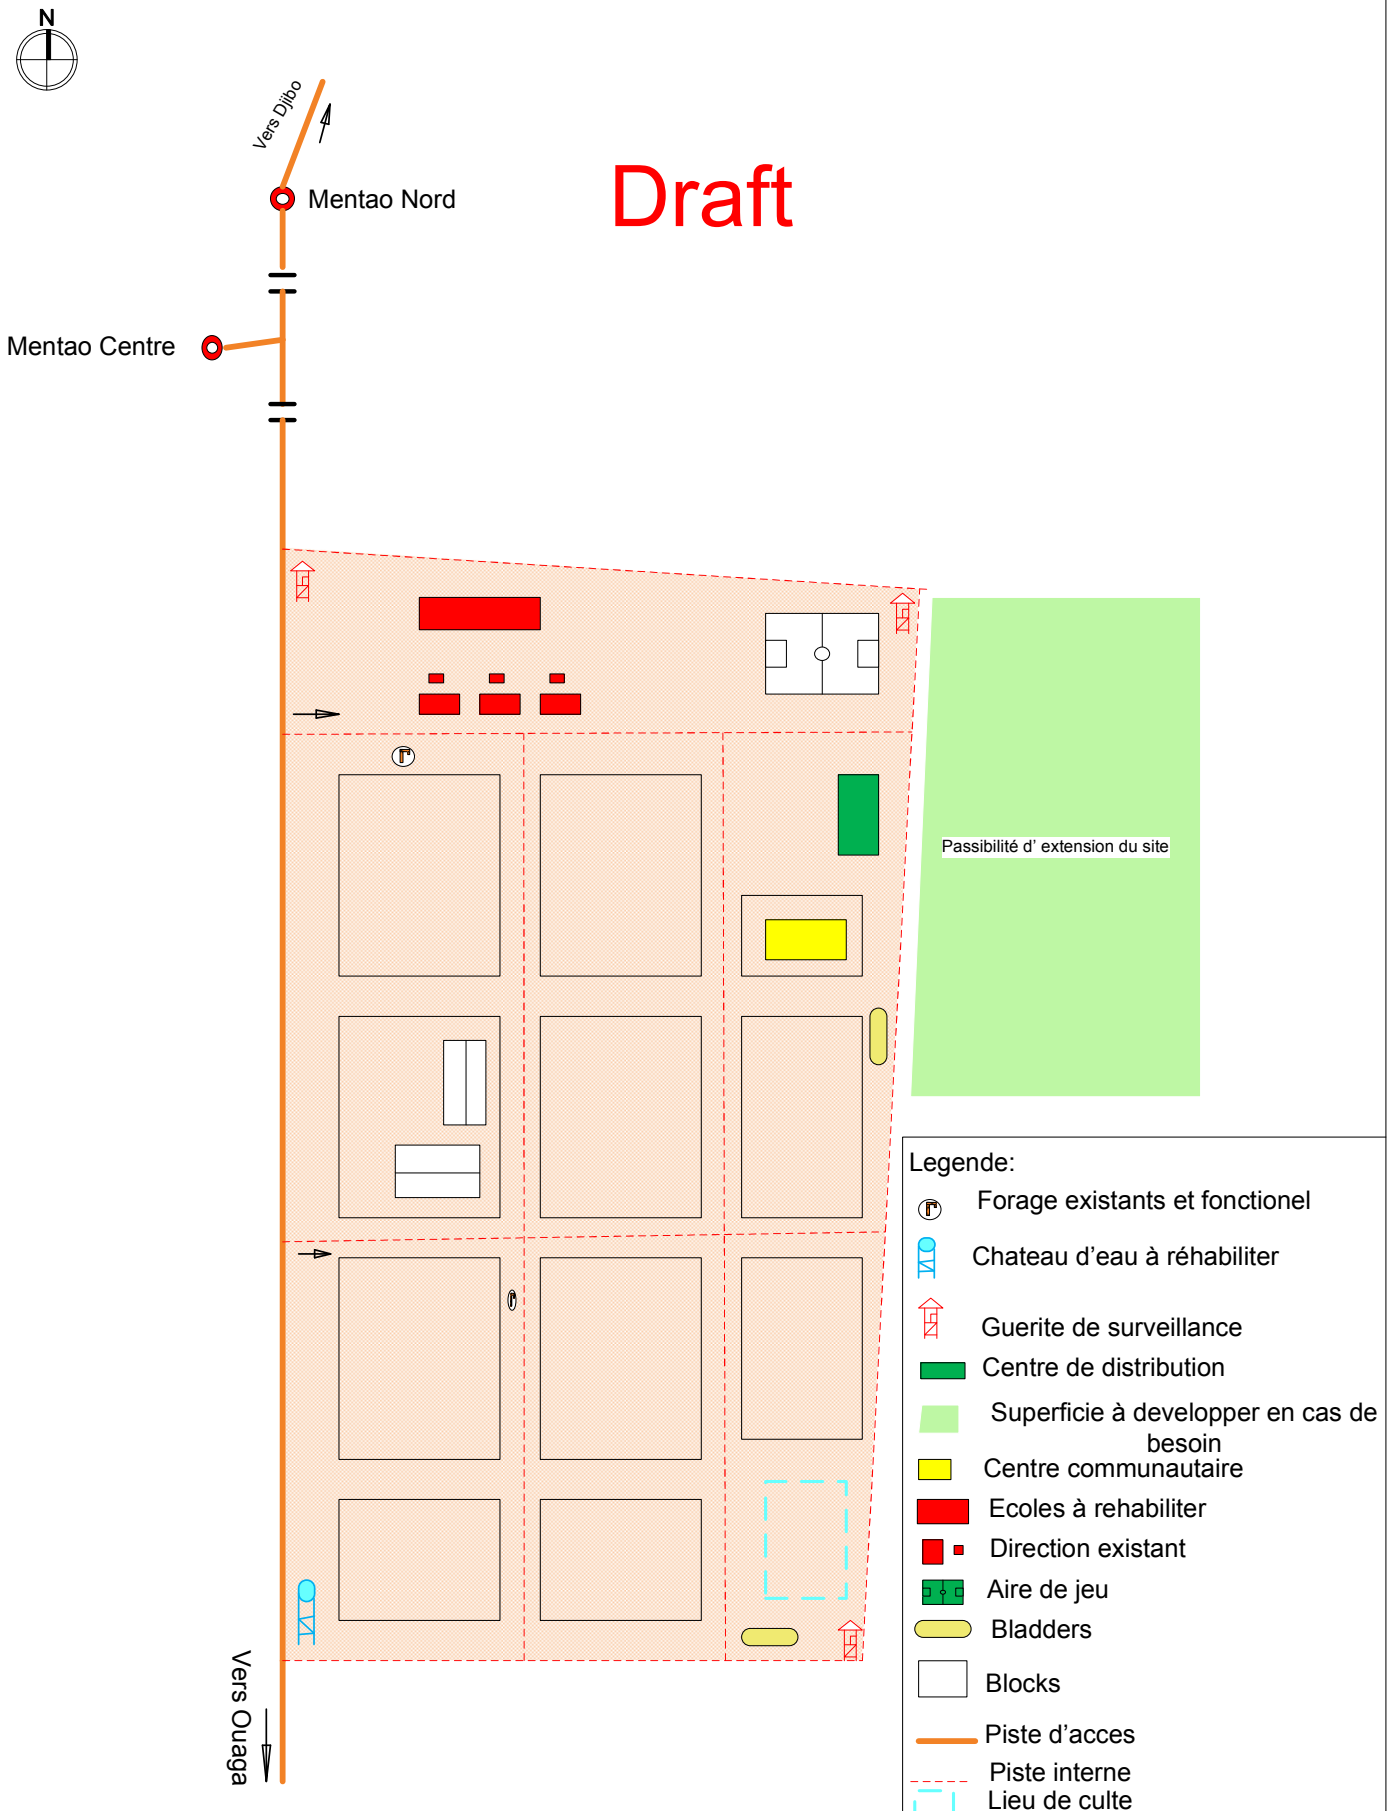 N
Vers Djibo
Draft
Mentao Nord
Mentao Centre
Passibilité d' extension du site
Legende:
Forage existants et fonctionel
Chateau d'eau à réhabiliter
Guerite de surveillance
Centre de distribution
Superficie à developper en cas de
besoin
Centre communautaire
Ecoles à rehabiliter
Direction existant
Aire de jeu
Bladders
Blocks
Piste d'acces
Piste interne
Lieu de culte
Vers Ouaga